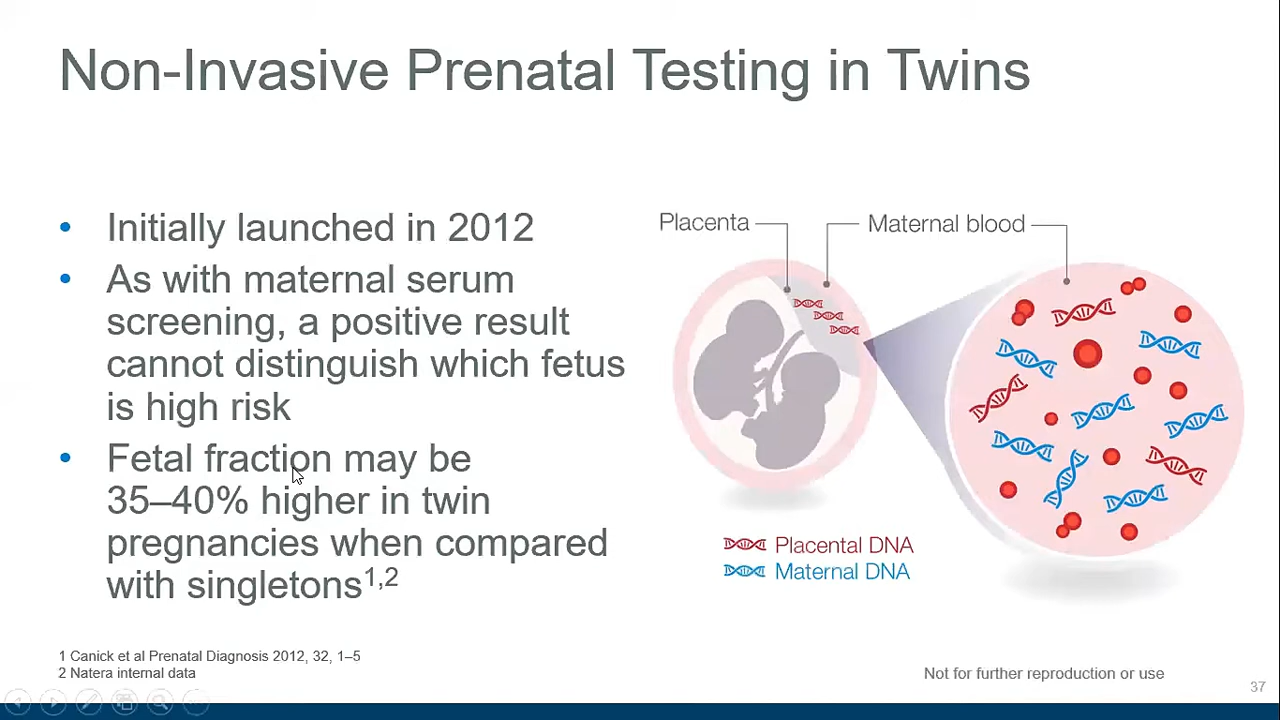 Non-Invasive Prenatal Testing in Twins
• Initially launched in 2012
• As with maternal serum
screening, a positive result
cannot distinguish which fetus
is high risk
• Fetal fraction may be
35–40% higher in twin
pregnancies when compared
with singletons1,2
Placenta
Maternal blood
Placental DNA
Maternal DNA
1 Canick et al Prenatal Diagnosis 2012, 32, 1–5
2 Natera internal data
Not for further reproduction or use
37